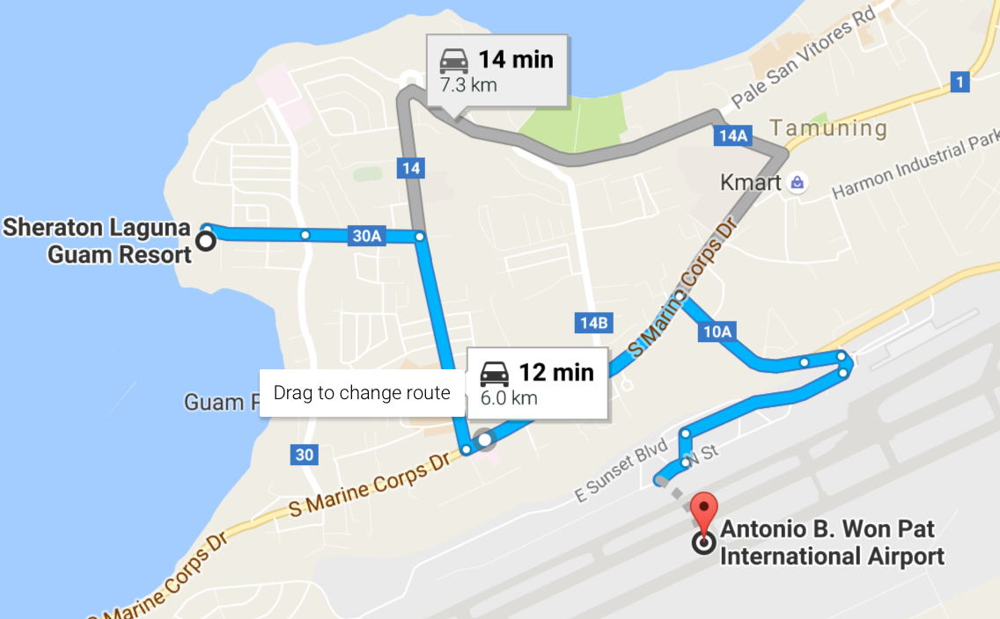 14 min
7.3 km
Pale San Vitores Rd
1
Tamuning
14A
Harmon Industrial Park
14
Kmart
Sheraton Laguna
Guam Resort
30A
S Marine Corps Dr
14B
10A
12 min
6.0 km
Drag to change route
Guam
30
S Marine Corps Dr
E Sunset Blvd
N St
Antonio B. Won Pat
International Airport
S Marine Corps Dr